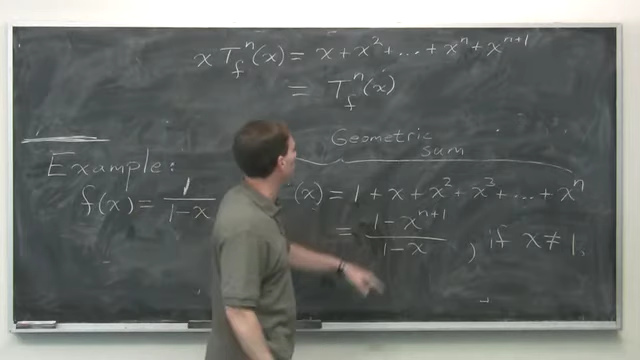 x T_f^n(x) = x + x^2 + ... + x^n + x^{n+1}
= T_f^n(x)
Geometric sum
Example:
f(x) = 1/(1-x) (x) = 1 + x + x^2 + x^3 + ... + x^n
= (1-x^{n+1})/(1-x), if x ≠ 1.